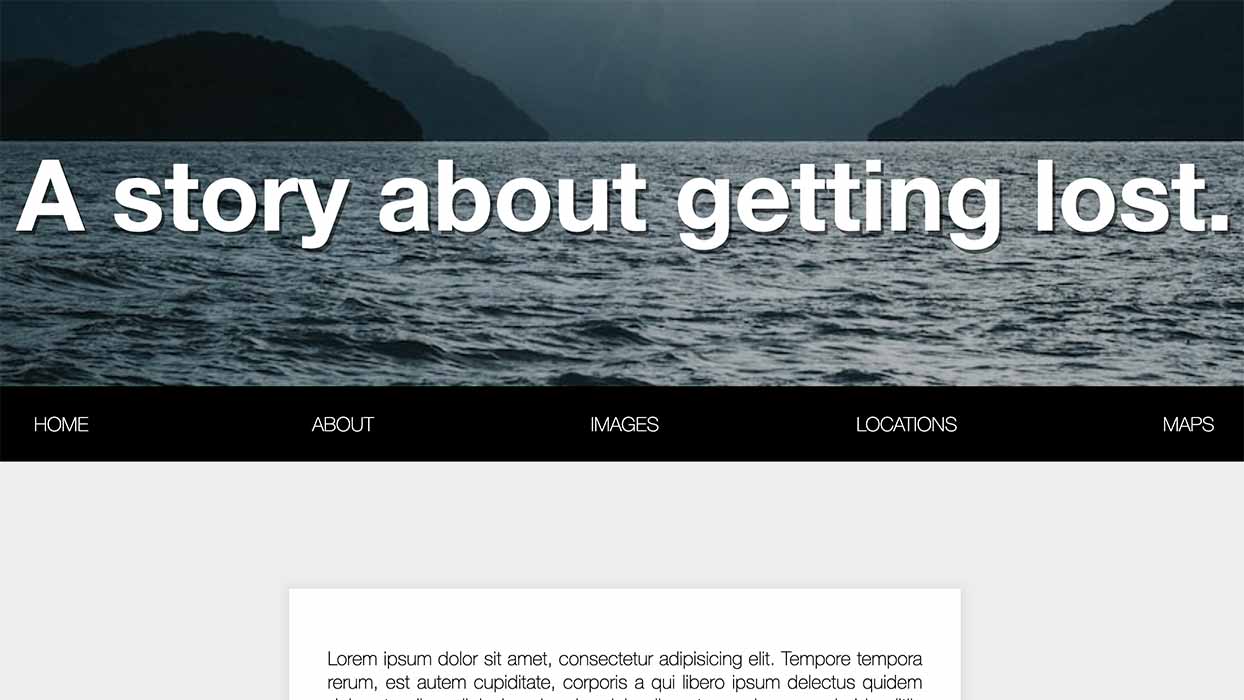 A story about getting lost.
HOME ABOUT IMAGES LOCATIONS MAPS
Lorem ipsum dolor sit amet, consectetur adipisicing elit. Tempore tempora
rerum, est autem cupiditate, corporis a qui libero ipsum delectus quidem